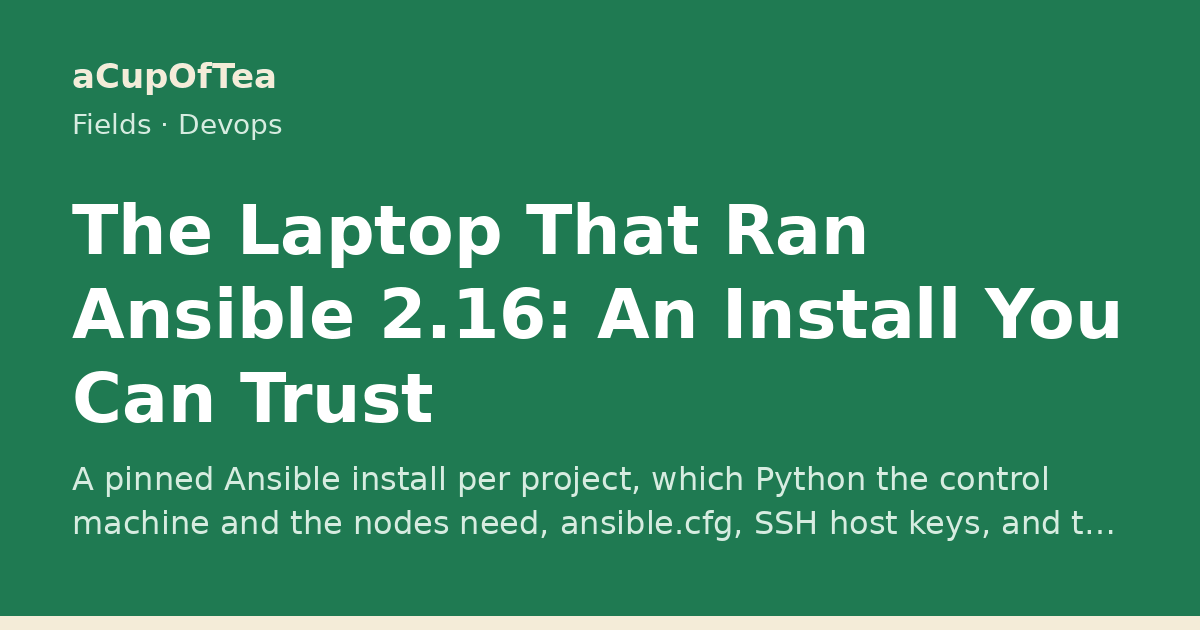 aCupOfTea
Fields · Devops
The Laptop That Ran
Ansible 2.16: An Install You
Can Trust
A pinned Ansible install per project, which Python the control
machine and the nodes need, ansible.cfg, SSH host keys, and t…